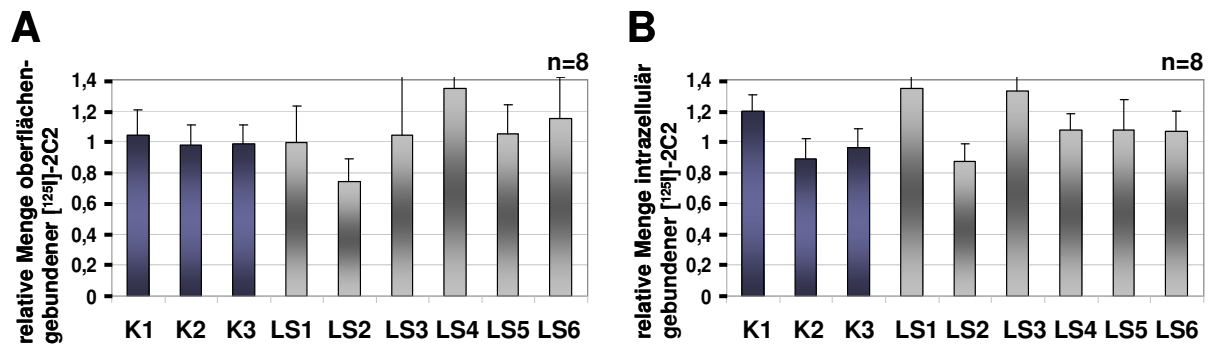 A
relative Menge oberflächen-
gebundener [125I]-2C2
n=8
1,4
1,2
1
0,8
0,6
0,4
0,2
0
K1 K2 K3 LS1 LS2 LS3 LS4 LS5 LS6
B
relative Menge intrazellulär
gebundener [125I]-2C2
n=8
1,4
1,2
1
0,8
0,6
0,4
0,2
0
K1 K2 K3 LS1 LS2 LS3 LS4 LS5 LS6